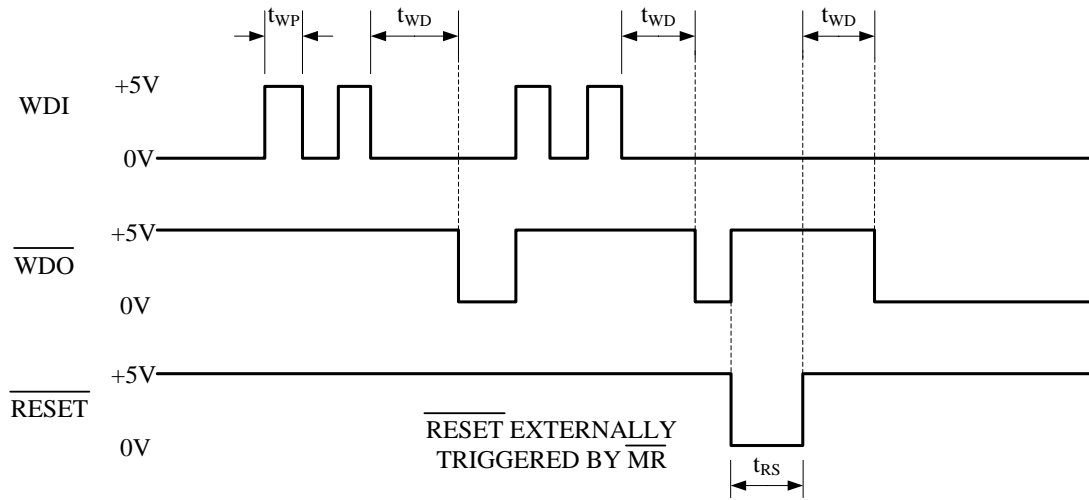 tWP
tWD
tWD
tWD
+5V
WDI
0V
+5V
WDO
0V
+5V
RESET
0V
RESET EXTERNALLY
TRIGGERED BY MR
tRS